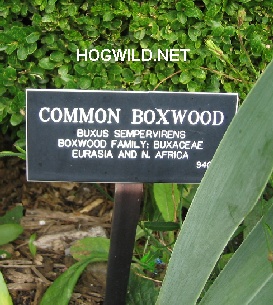 HOGWILD.NET
COMMON BOXWOOD
BUXUS SEMPERVIRENS
BOXWOOD FAMILY: BUXACEAE
EURASIA AND N. AFRICA